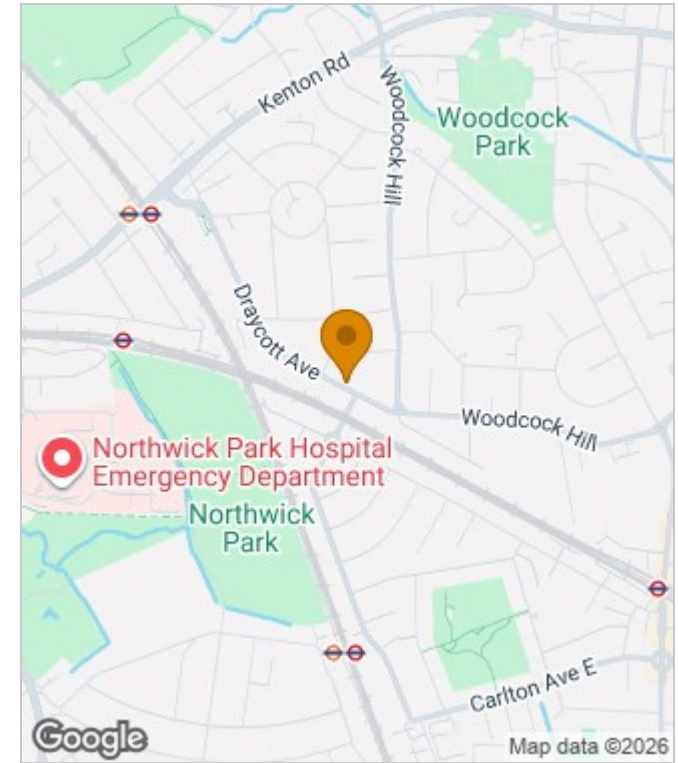 Kenton Rd
Woodcock Hill
Woodcock
Park
Draycott Ave
Woodcock Hill
Northwick Park Hospital
Emergency Department
Northwick
Park
Carlton Ave E
Google
Map data ©2026